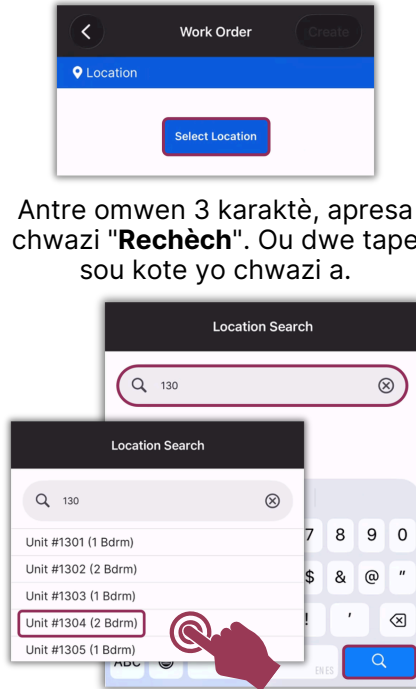 Work Order
Create
Location
Select Location
Antre omwen 3 karaktè, apresa
chwazi "Rechèch". Ou dwe tape
sou kote yo chwazi a.
Location Search
130
Location Search
130
Unit #1301 (1 Bdrm)
Unit #1302 (2 Bdrm)
Unit #1303 (1 Bdrm)
Unit #1304 (2 Bdrm)
Unit #1305 (1 Bdrm)
7 8 9 0
$ & @ "
! '
ABC
EN ES